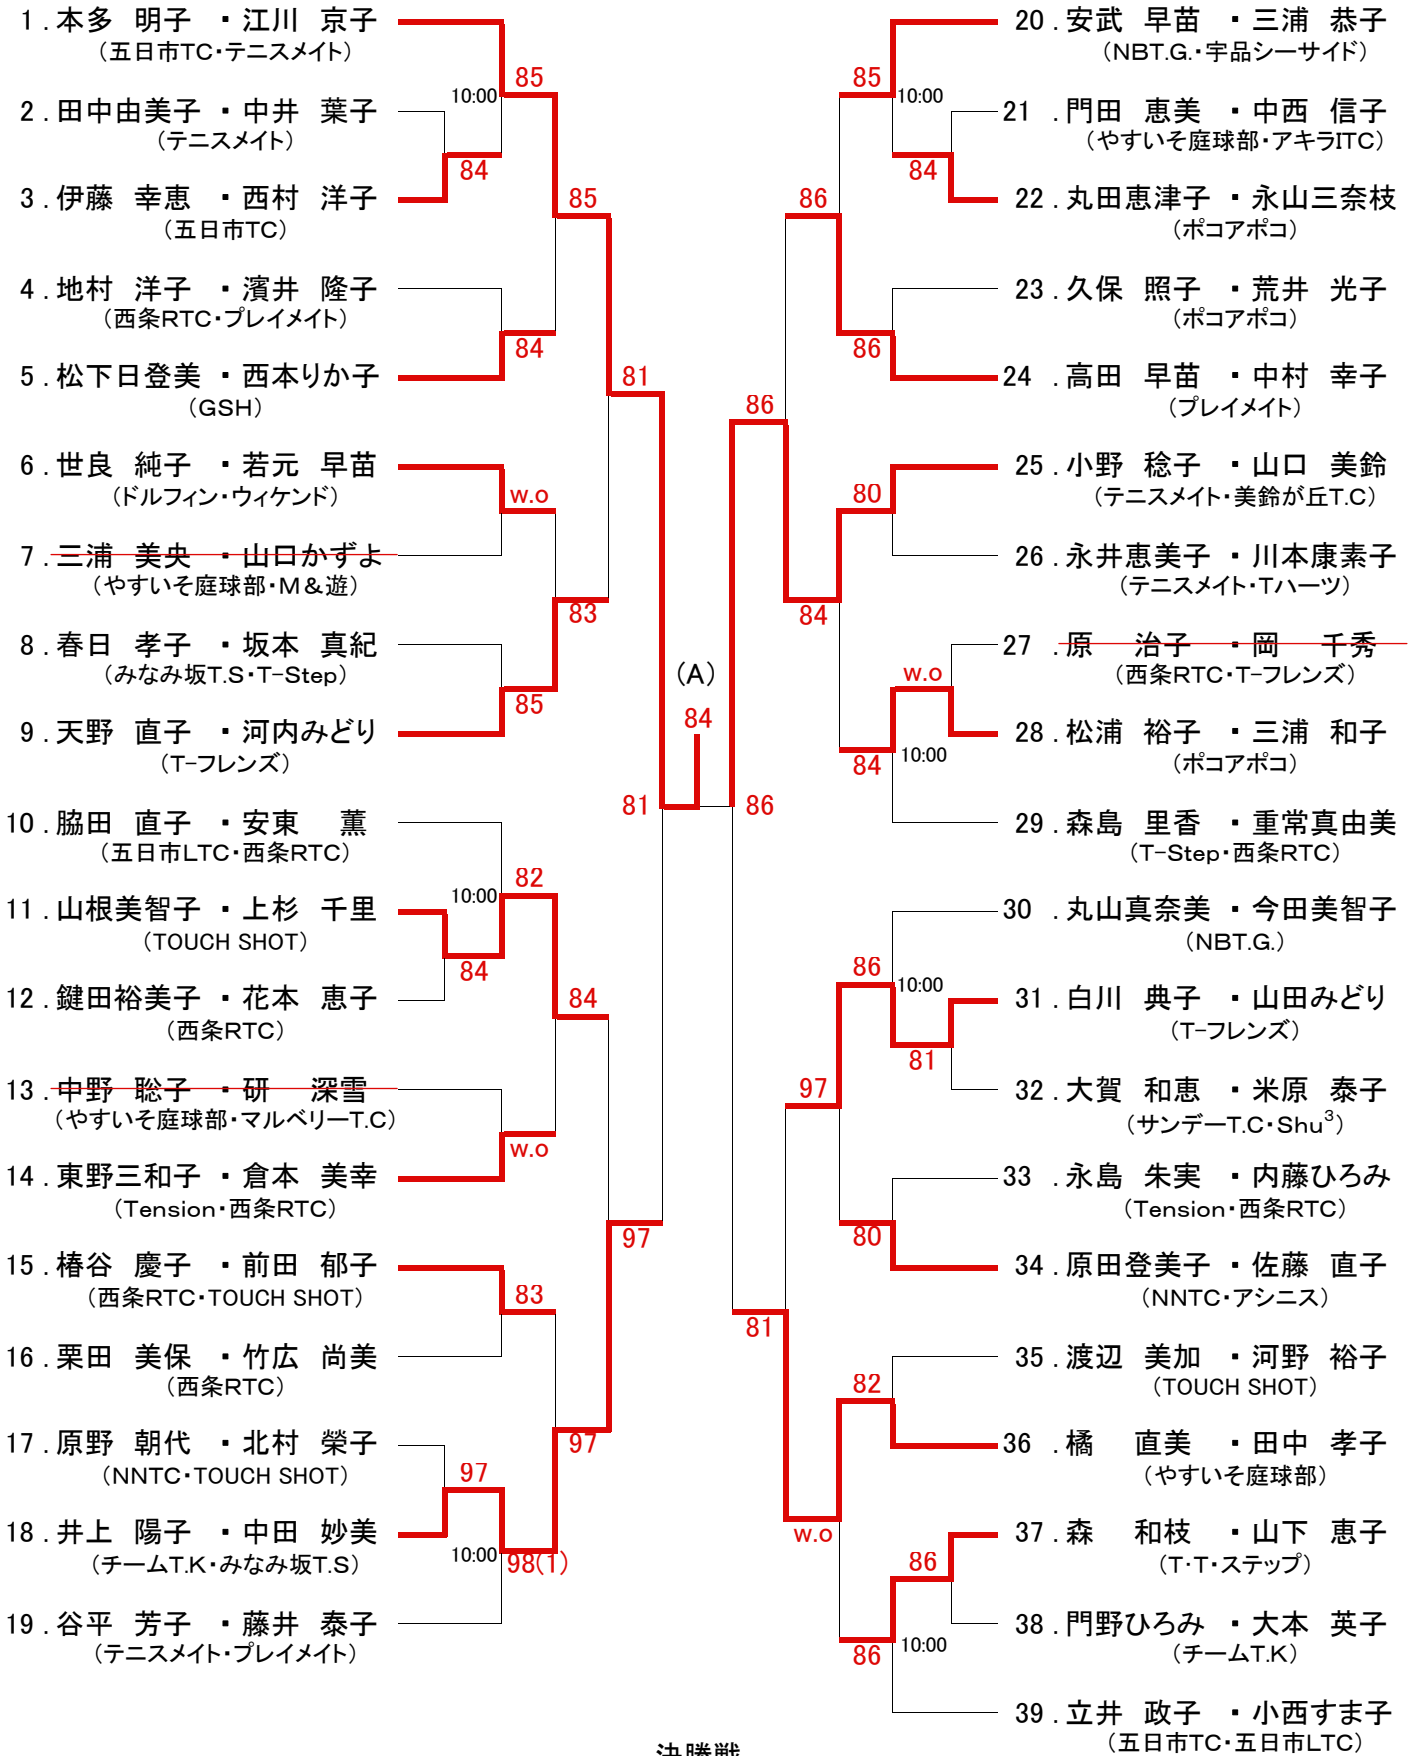 1．本多　明子　・江川　京子
（五日市TC・テニスメイト）
85
10:00
2．田中由美子　・中井　葉子
（テニスメイト）
84
3．伊藤　幸恵　・西村　洋子
（五日市TC）
85
4．地村　洋子　・濱井　隆子
（西条RTC・プレイメイト）
84
5．松下日登美　・西本りか子
（GSH）
81
6．世良　純子　・若元　早苗
（ドルフィン・ウィケンド）
w.o
7．三浦　美央　・山口かずよ
（やすいそ庭球部・M＆遊）
83
8．春日　孝子　・坂本　真紀
（みなみ坂T.S・T-Step）
85
9．天野　直子　・河内みどり
（T-フレンズ）
81
10．脇田　直子　・安東　薫
（五日市LTC・西条RTC）
82
10:00
11．山根美智子　・上杉　千里
（TOUCH SHOT）
84
12．鍵田裕美子　・花本　恵子
（西条RTC）
84
13．中野　聡子　・研　深雪
（やすいそ庭球部・マルベリーT.C）
w.o
14．東野三和子　・倉本　美幸
（Tension・西条RTC）
97
15．椿谷　慶子　・前田　郁子
（西条RTC・TOUCH SHOT）
83
16．栗田　美保　・竹広　尚美
（西条RTC）
97
17．原野　朝代　・北村　榮子
（NNTC・TOUCH SHOT）
97
18．井上　陽子　・中田　妙美
（チームT.K・みなみ坂T.S）
10:00
98(1)
19．谷平　芳子　・藤井　泰子
（テニスメイト・プレイメイト）
（A）
84
20．安武　早苗　・三浦　恭子
（NBT.G.・宇品シーサイド）
85
10:00
21．門田　恵美　・中西　信子
（やすいそ庭球部・アキラITC）
84
22．丸田恵津子　・永山三奈枝
（ポコアポコ）
86
23．久保　照子　・荒井　光子
（ポコアポコ）
86
24．高田　早苗　・中村　幸子
（プレイメイト）
86
25．小野　稔子　・山口　美鈴
（テニスメイト・美鈴が丘T.C）
80
26．永井恵美子　・川本康素子
（テニスメイト・Tハーツ）
84
27．原　治子　・岡　千秀
（西条RTC・T-フレンズ）
w.o
28．松浦　裕子　・三浦　和子
（ポコアポコ）
84
10:00
86
29．森島　里香　・重常真由美
（T-Step・西条RTC）
30．丸山真奈美　・今田美智子
（NBT.G.）
86
10:00
31．白川　典子　・山田みどり
（T-フレンズ）
81
32．大賀　和恵　・米原　泰子
（サンデーT.C・Shu³）
97
33．永島　朱実　・内藤ひろみ
（Tension・西条RTC）
80
34．原田登美子　・佐藤　直子
（NNTC・アシニス）
81
35．渡辺　美加　・河野　裕子
（TOUCH SHOT）
82
36．橘　直美　・田中　孝子
（やすいそ庭球部）
w.o
37．森　和枝　・山下　恵子
（T・T・ステップ）
86
38．門野ひろみ　・大本　英子
（チームT.K）
86
10:00
39．立井　政子　・小西すま子
（五日市TC・五日市LTC）
決勝戦